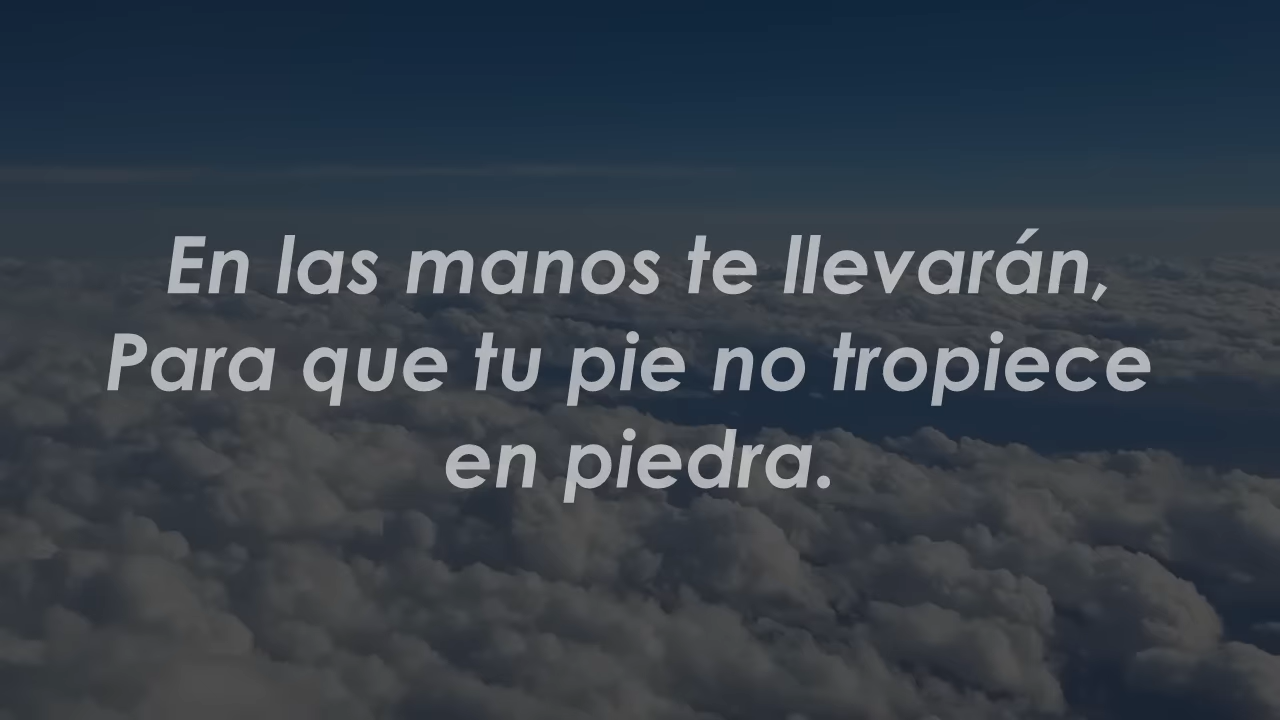 En las manos te llevarán,
Para que tu pie no tropiece
en piedra.